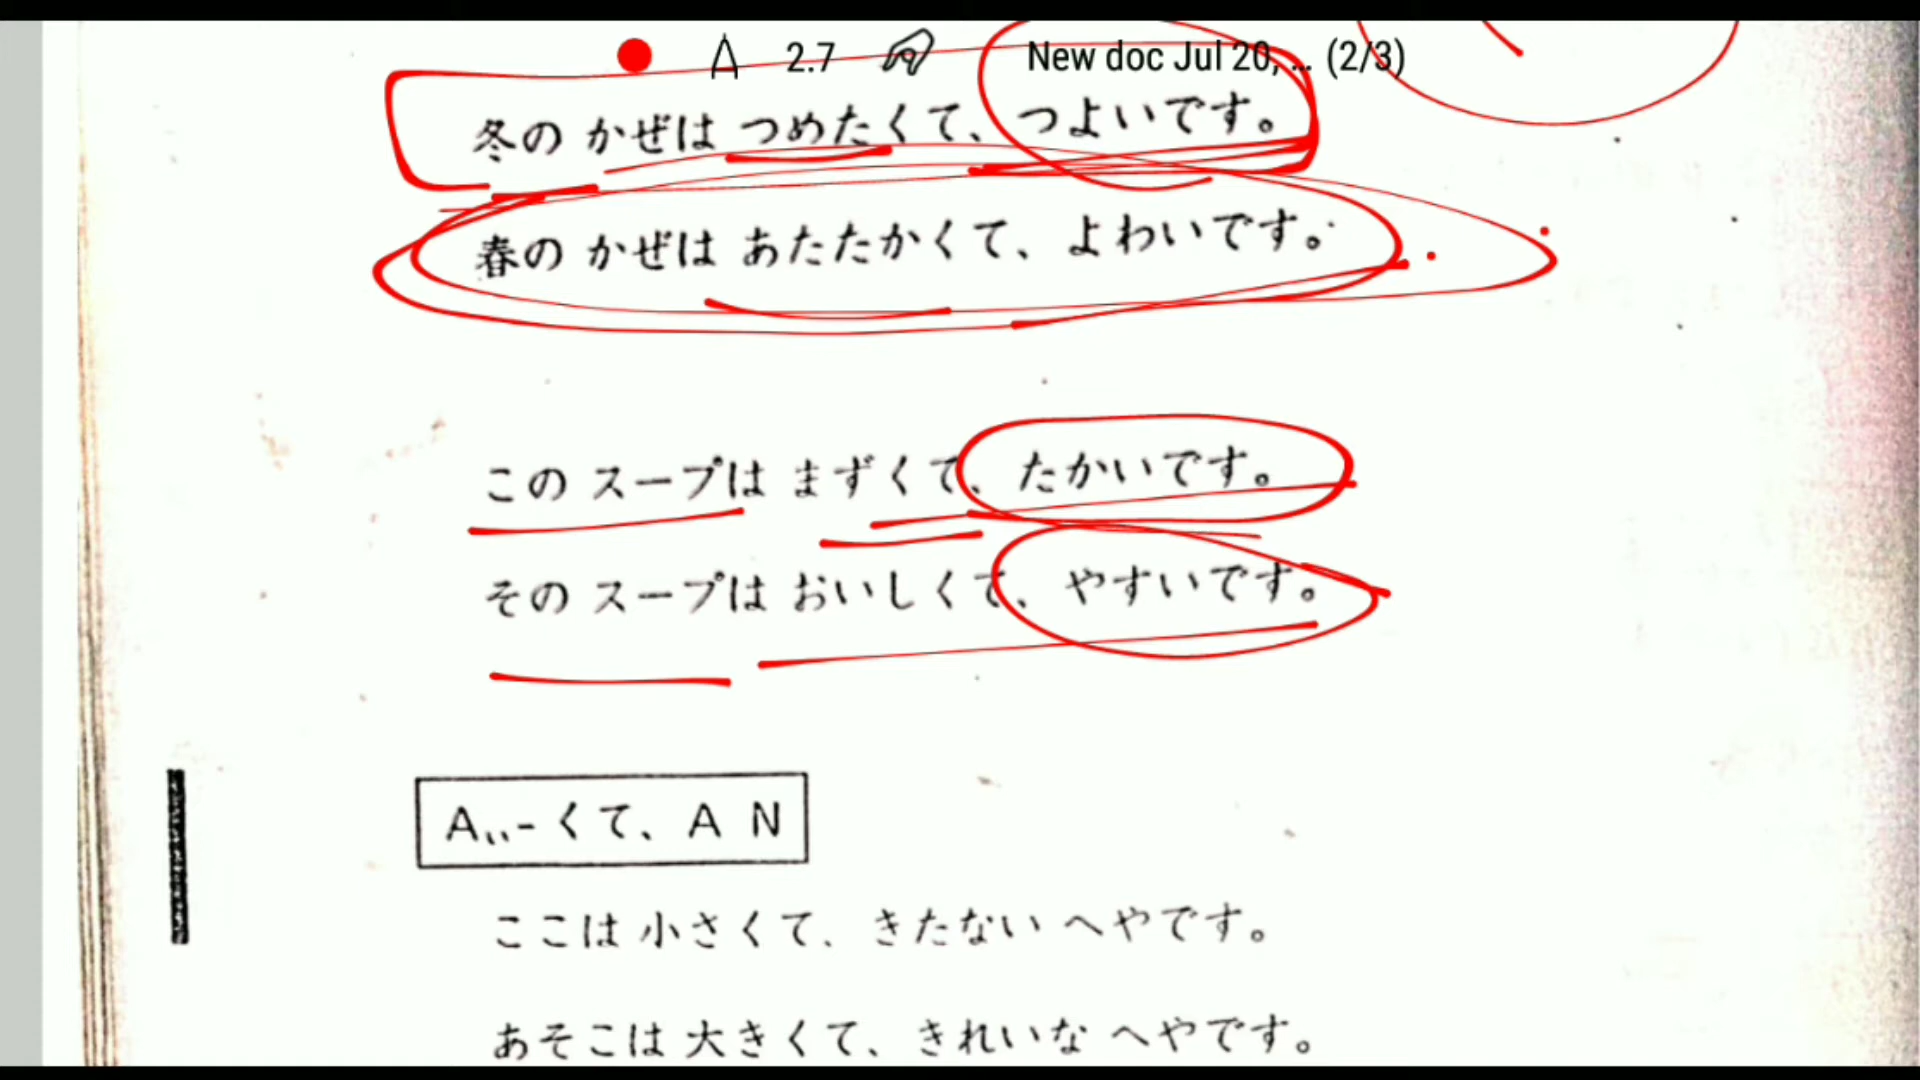 2.7 New doc Jul 20, .. (2/3)
冬の かぜは つめたくて、 つよいです。
春の かぜは あたたかくて、 よわいです。
この スープは まずくて、 たかいです。
その スープは おいしくて、 やすいです。
Aい-くて、A N
ここは 小さくて、 きたない へやです。
あそこは 大きくて、 きれいな へやです。